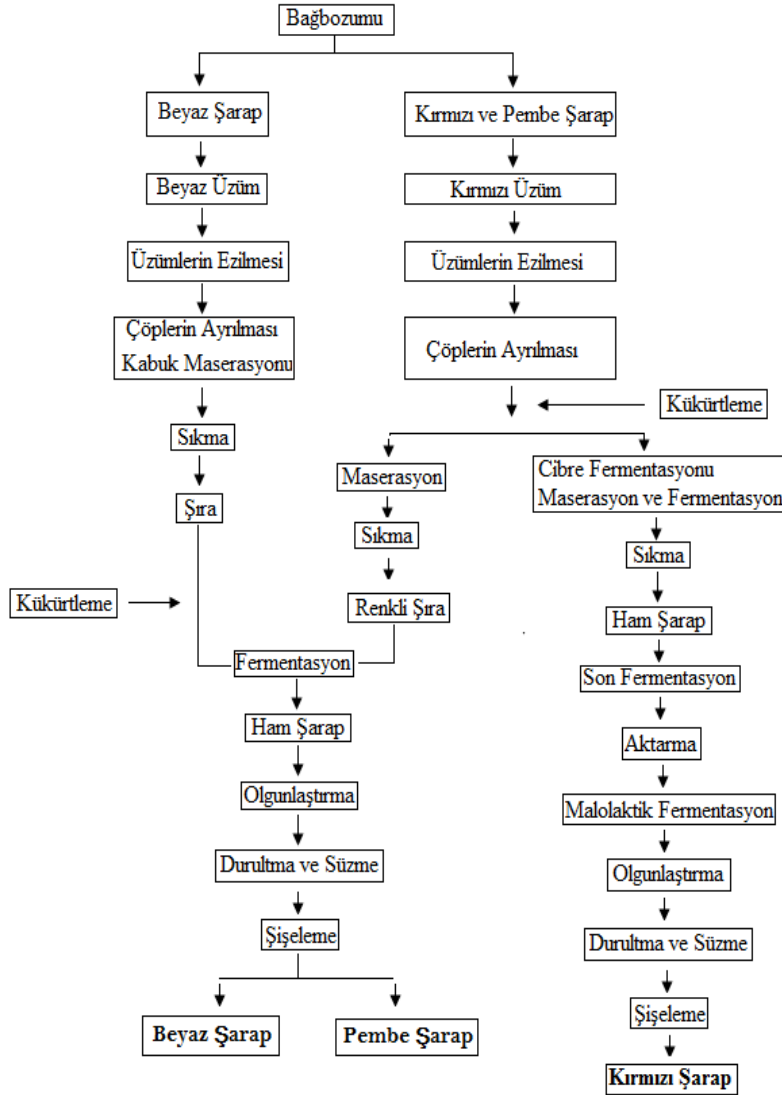 Bağbozumu
Beyaz Şarap
Kırmızı ve Pembe Şarap
Beyaz Üzüm
Kırmızı Üzüm
Üzümlerin Ezilmesi
Üzümlerin Ezilmesi
Çöplerin Ayrılması
Kabuk Maserasyonu
Çöplerin Ayrılması
Kükürtleme
Sıkma
Maserasyon
Cibre Fermentasyonu
Maserasyon ve Fermentasyon
Şıra
Sıkma
Sıkma
Kükürtleme
Renkli Şıra
Ham Şarap
Fermentasyon
Son Fermentasyon
Ham Şarap
Aktarma
Olgunlaştırma
Malolaktik Fermentasyon
Durultma ve Süzme
Olgunlaştırma
Şişeleme
Durultma ve Süzme
Beyaz Şarap
Pembe Şarap
Şişeleme
Kırmızı Şarap